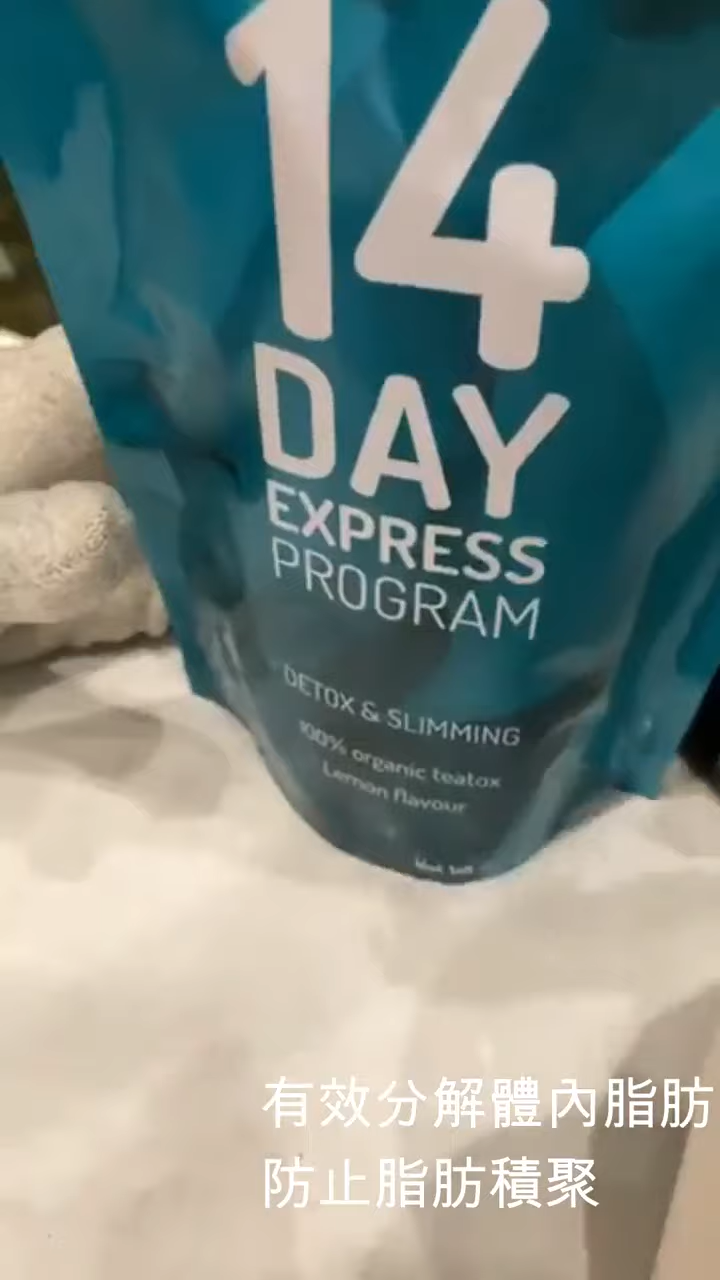 14
DAY
EXPRESS
PROGRAM
DETOX & SLIMMING
100% organic teatox
Lemon flavour
有效分解體內脂肪
防止脂肪積聚